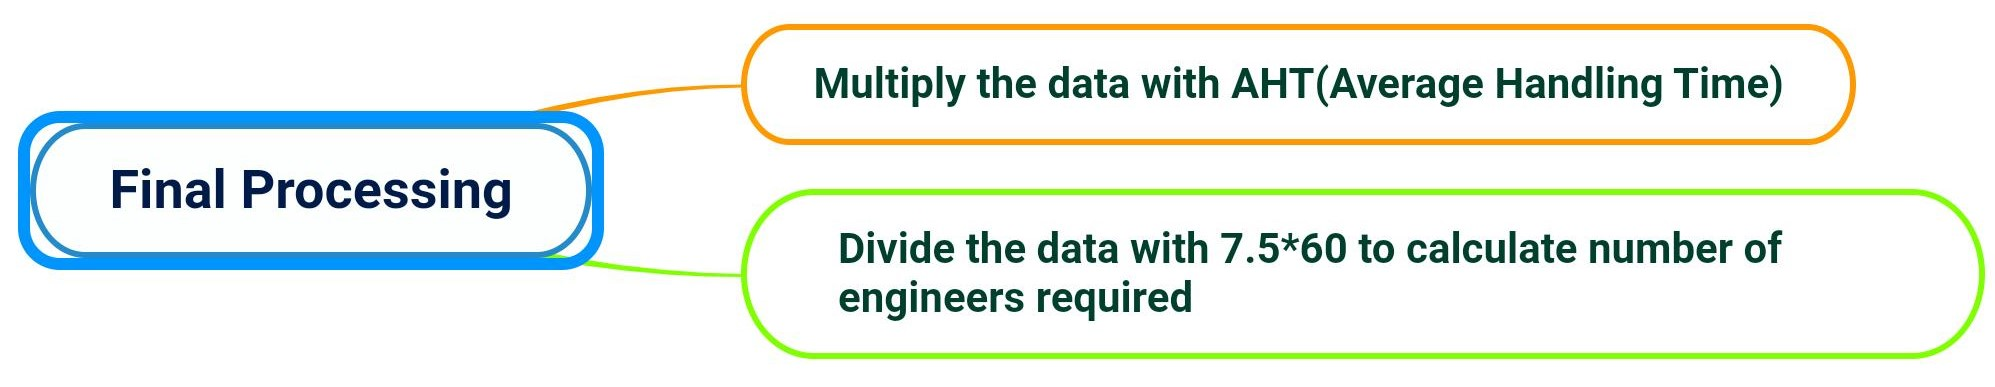 Final Processing
Multiply the data with AHT(Average Handling Time)
Divide the data with 7.5*60 to calculate number of
engineers required